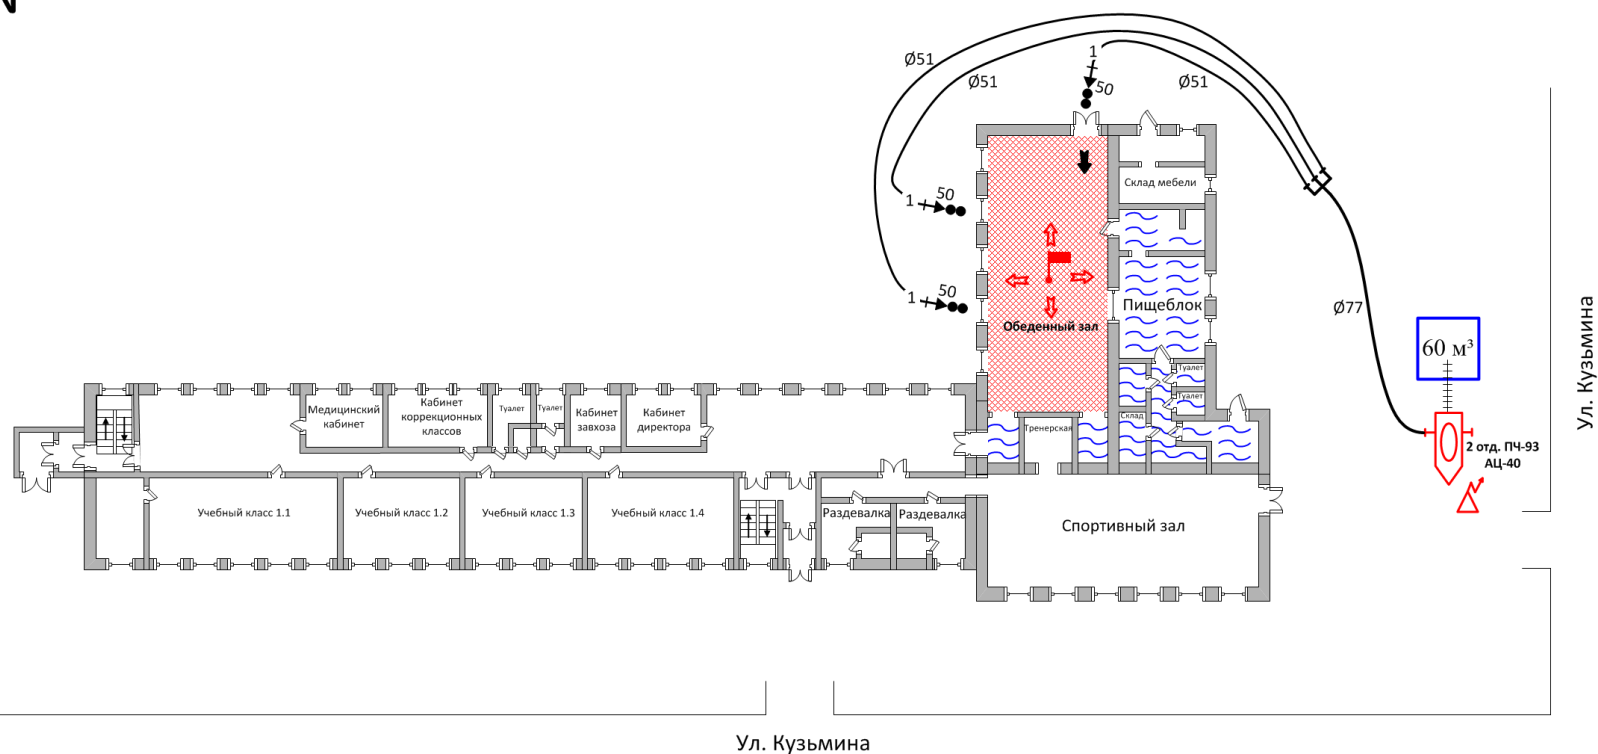 N
Ø51
Ø51
1
50
Ø51
Склад мебели
1
50
1
50
Пищеблок
Обеденный зал
Ø77
60 м³
Ул. Кузьмина
Туалет
Туалет
Склад
Тренерская
2 отд. ПЧ-93
АЦ-40
Медицинский
кабинет
Кабинет
коррекционных
классов
Туалет
Туалет
Кабинет
завхоза
Кабинет
директора
Учебный класс 1.1
Учебный класс 1.2
Учебный класс 1.3
Учебный класс 1.4
Раздевалка
Раздевалка
Спортивный зал
Ул. Кузьмина